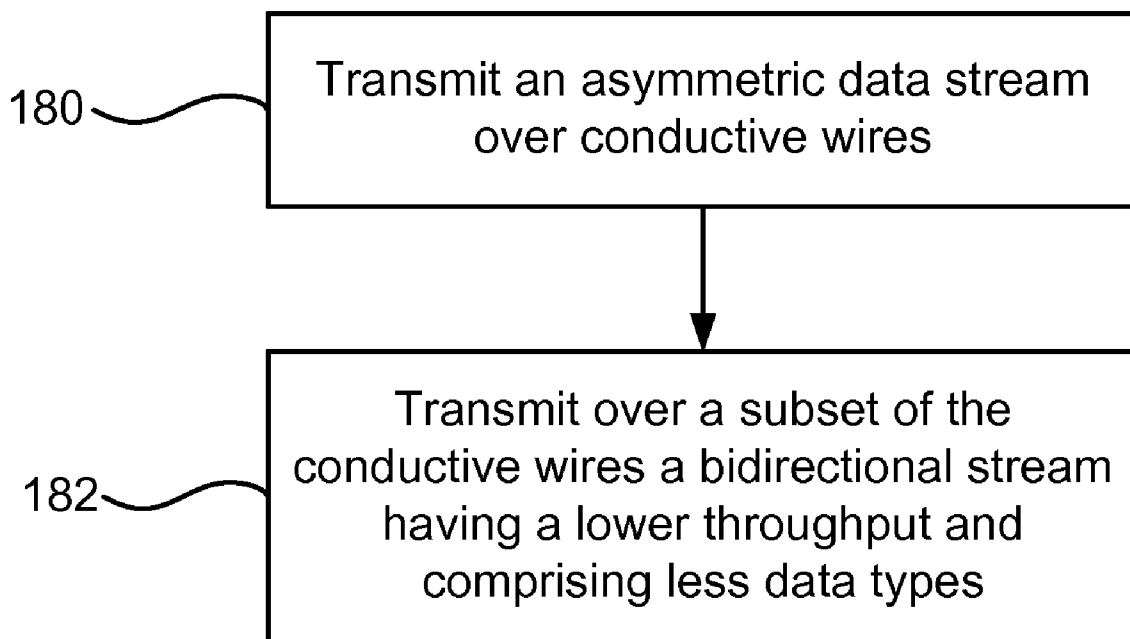 180
Transmit an asymmetric data stream
over conductive wires
182
Transmit over a subset of the
conductive wires a bidirectional stream
having a lower throughput and
comprising less data types